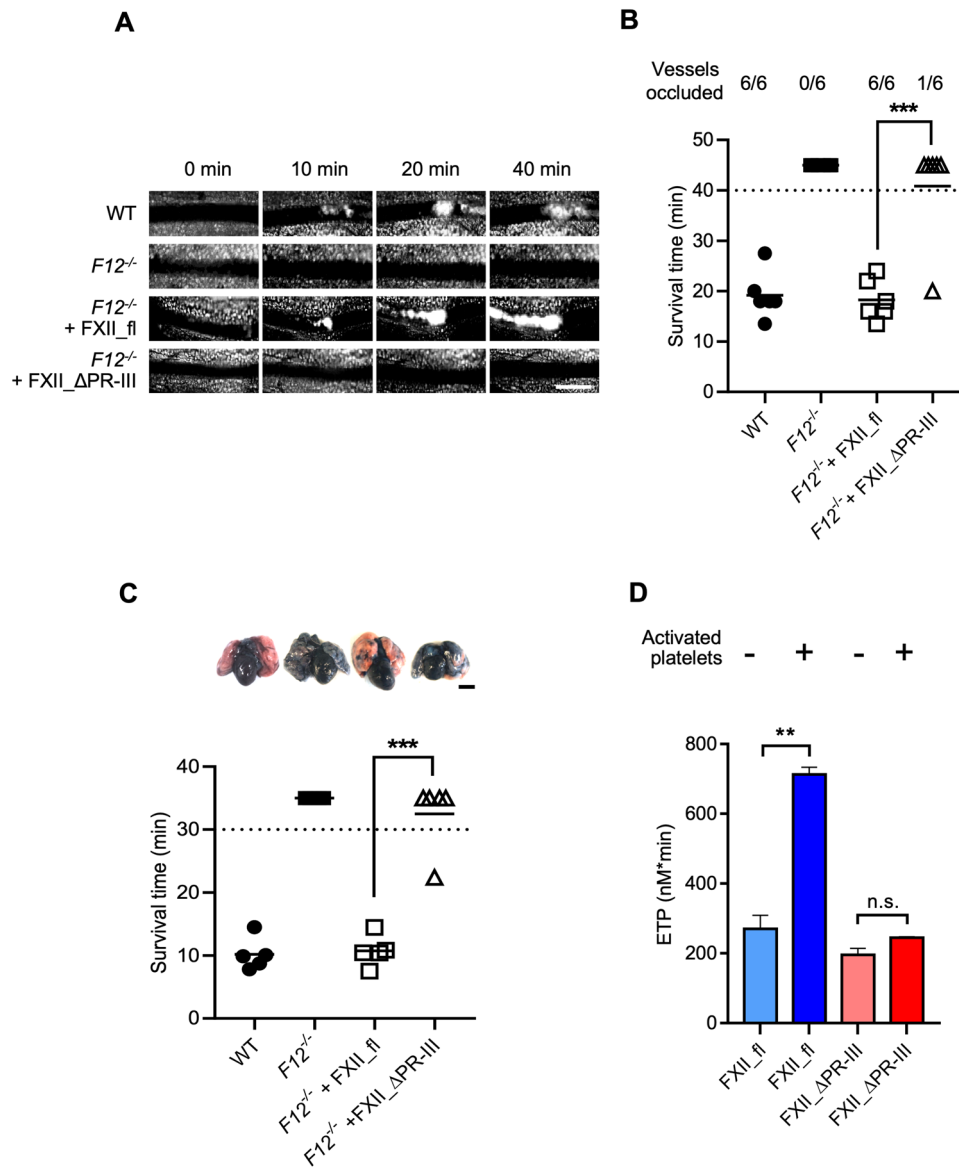 A
0 min 10 min 20 min 40 min
WT
F12-/-
F12-/-
+ FXII_fl
F12-/-
+ FXII_ΔPR-III
B
Vessels
occluded
6/6 0/6 6/6 1/6
***
Survival time (min)
50
40
30
20
10
0
WT
F12-/-
F12-/- + FXII_fl
F12-/- + FXII_ΔPR-III
C
***
Survival time (min)
40
30
20
10
0
WT
F12-/-
F12-/- + FXII_fl
F12-/- +FXII_ΔPR-III
D
Activated
platelets
- + - +
**
n.s.
ETP (nM*min)
800
600
400
200
0
FXII_fl
FXII_fl
FXII_ΔPR-III
FXII_ΔPR-III